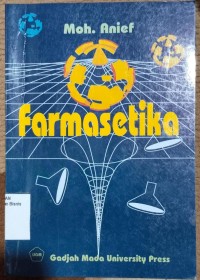 Moh. Anief
Farmasetika
Gadjah Mada University Press